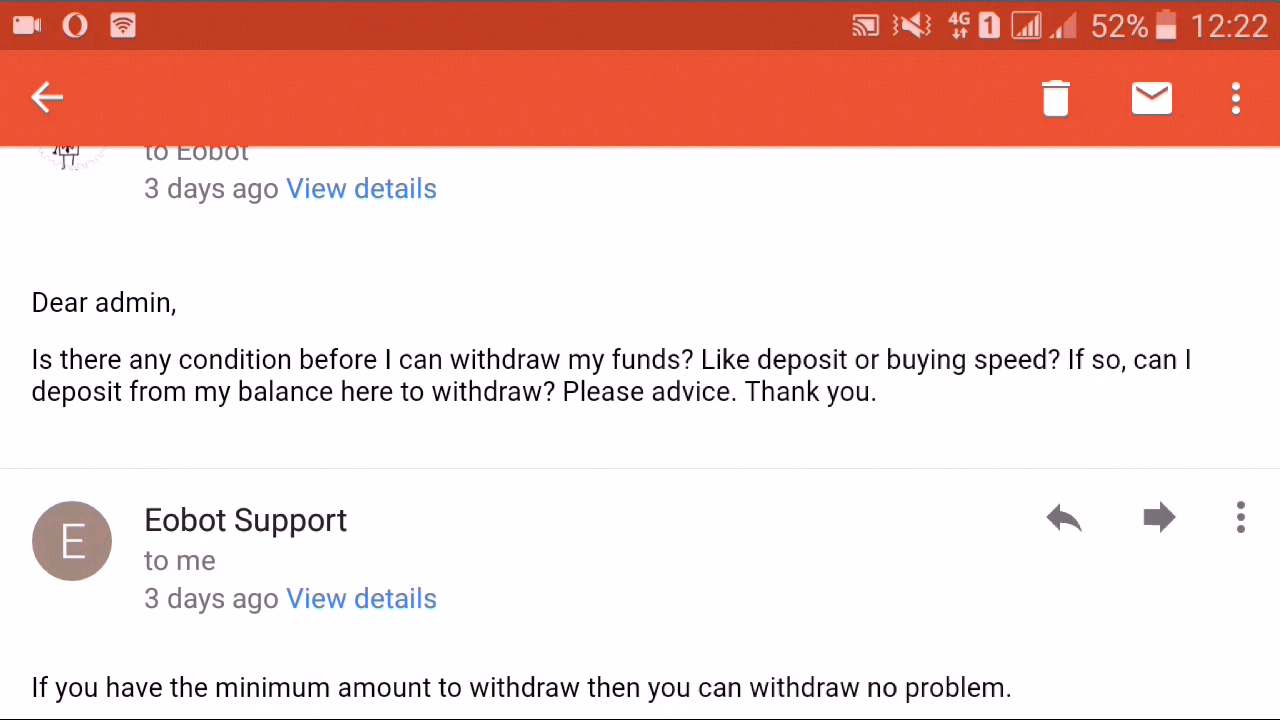 4G 1 52% 12:22
to Eobot
3 days ago View details
Dear admin,
Is there any condition before I can withdraw my funds? Like deposit or buying speed? If so, can I
deposit from my balance here to withdraw? Please advice. Thank you.
E
Eobot Support
to me
3 days ago View details
If you have the minimum amount to withdraw then you can withdraw no problem.